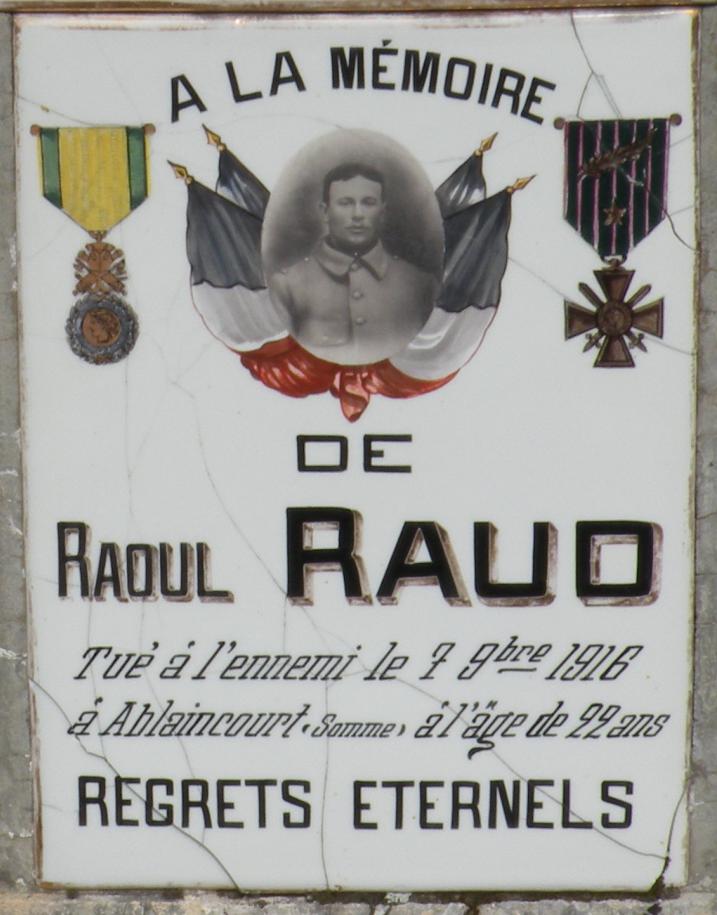 A LA MÉMOIRE
DE
RAOUL RAUD
Tué à l'ennemi le 7 9bre 1916
à Ablaincourt (Somme) à l'âge de 22 ans
REGRETS ETERNELS